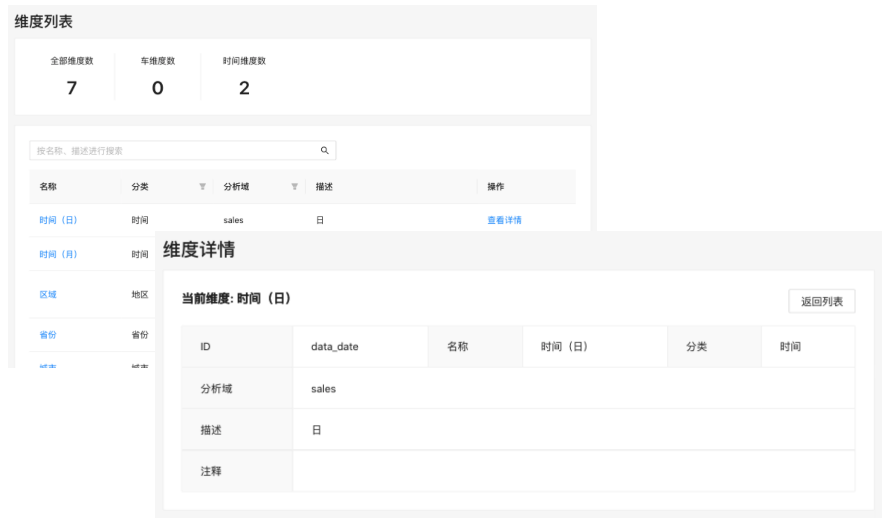 维度列表
全部维度数 车维度数 时间维度数
7 0 2
按名称、描述进行搜索
名称 分类 分析域 描述 操作
时间（日） 时间 sales 日 查看详情
时间（月） 时间
区域 地区
省份 省份
城市 城市
维度详情
当前维度: 时间（日） 返回列表
ID data_date 名称 时间（日） 分类 时间
分析域 sales
描述 日
注释